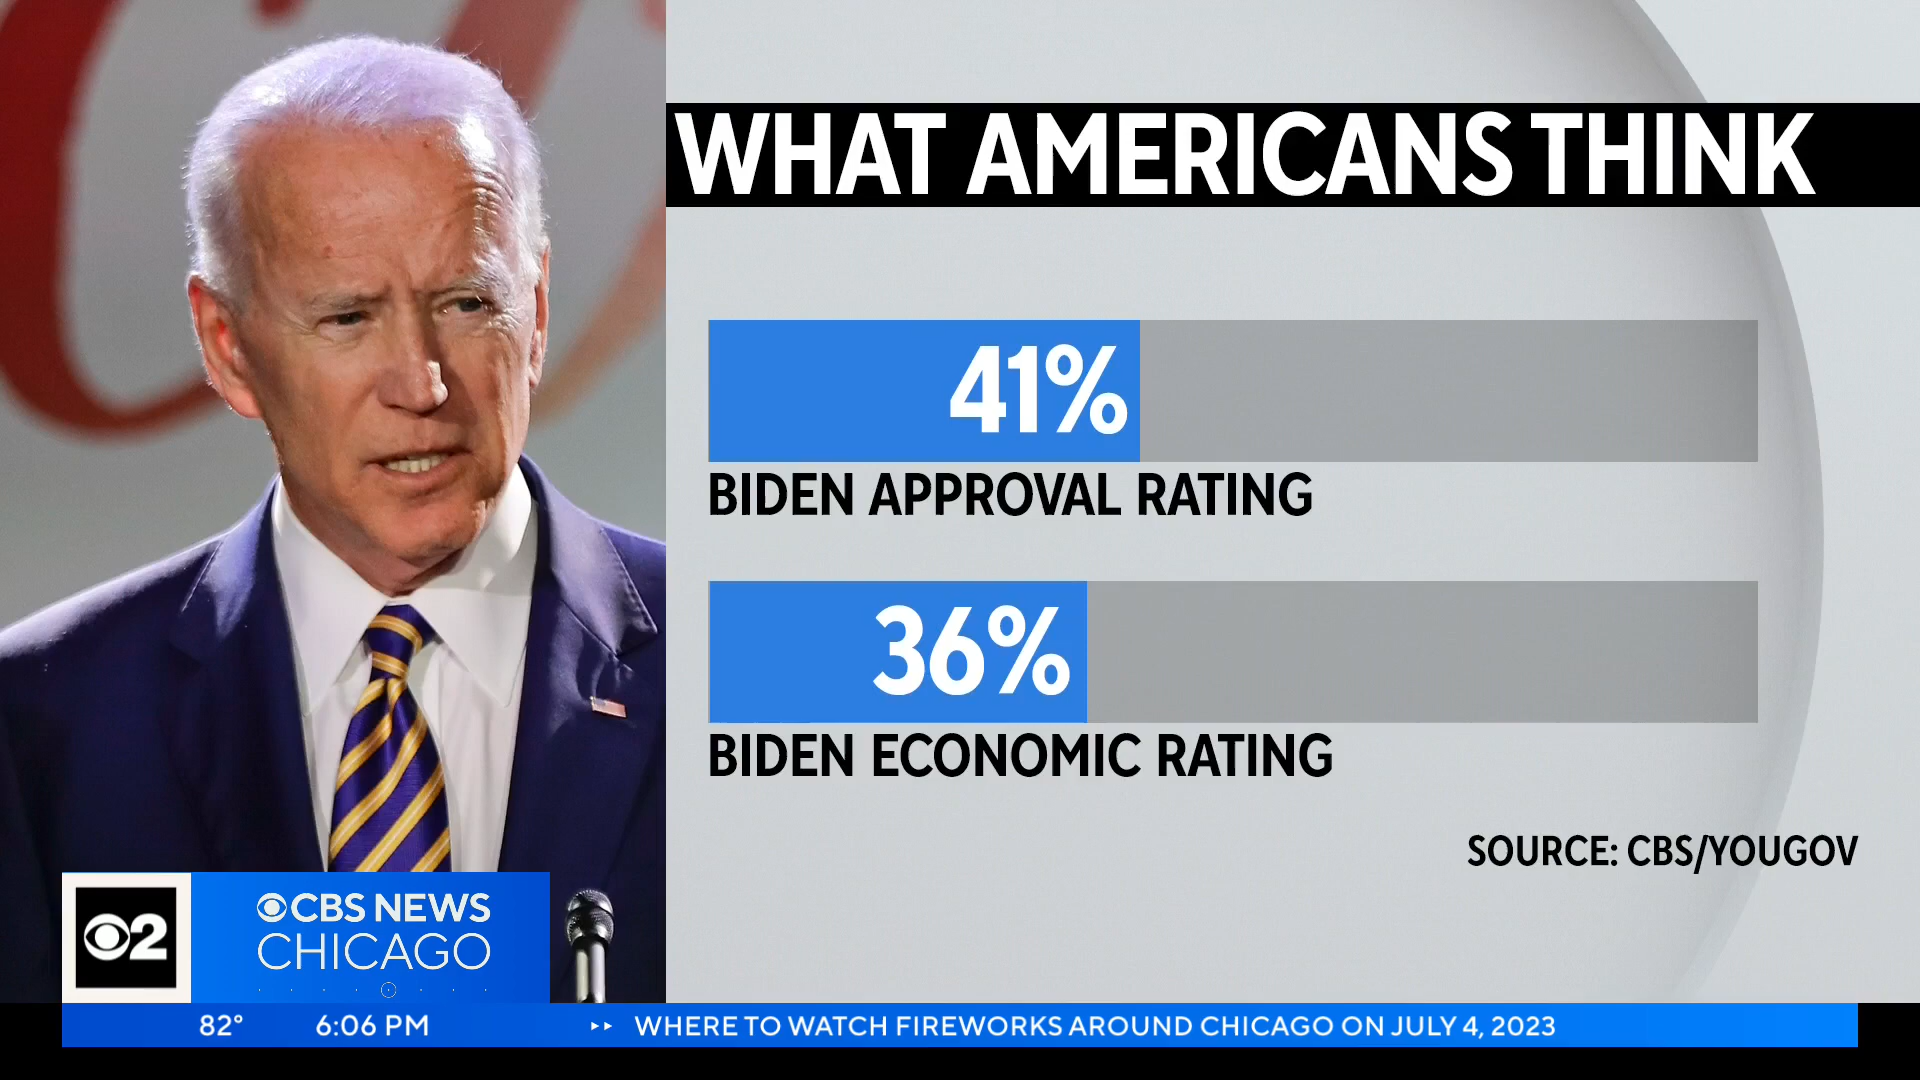 WHAT AMERICANS THINK
41%
BIDEN APPROVAL RATING
36%
BIDEN ECONOMIC RATING
SOURCE: CBS/YOUGOV
2
CBS NEWS
CHICAGO
82° 6:06 PM WHERE TO WATCH FIREWORKS AROUND CHICAGO ON JULY 4, 2023